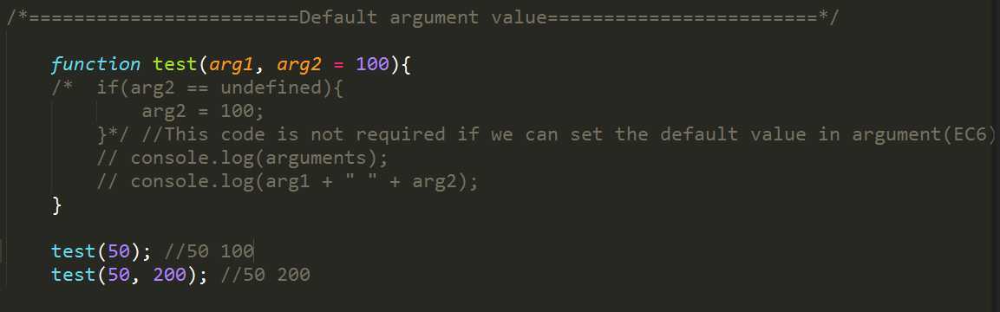 /*========================Default argument value========================*/
function test(arg1, arg2 = 100){
/*  if(arg2 == undefined){
arg2 = 100;
}*/ //This code is not required if we can set the default value in argument(EC6)
// console.log(arguments);
// console.log(arg1 + " " + arg2);
}
test(50); //50 100
test(50, 200); //50 200